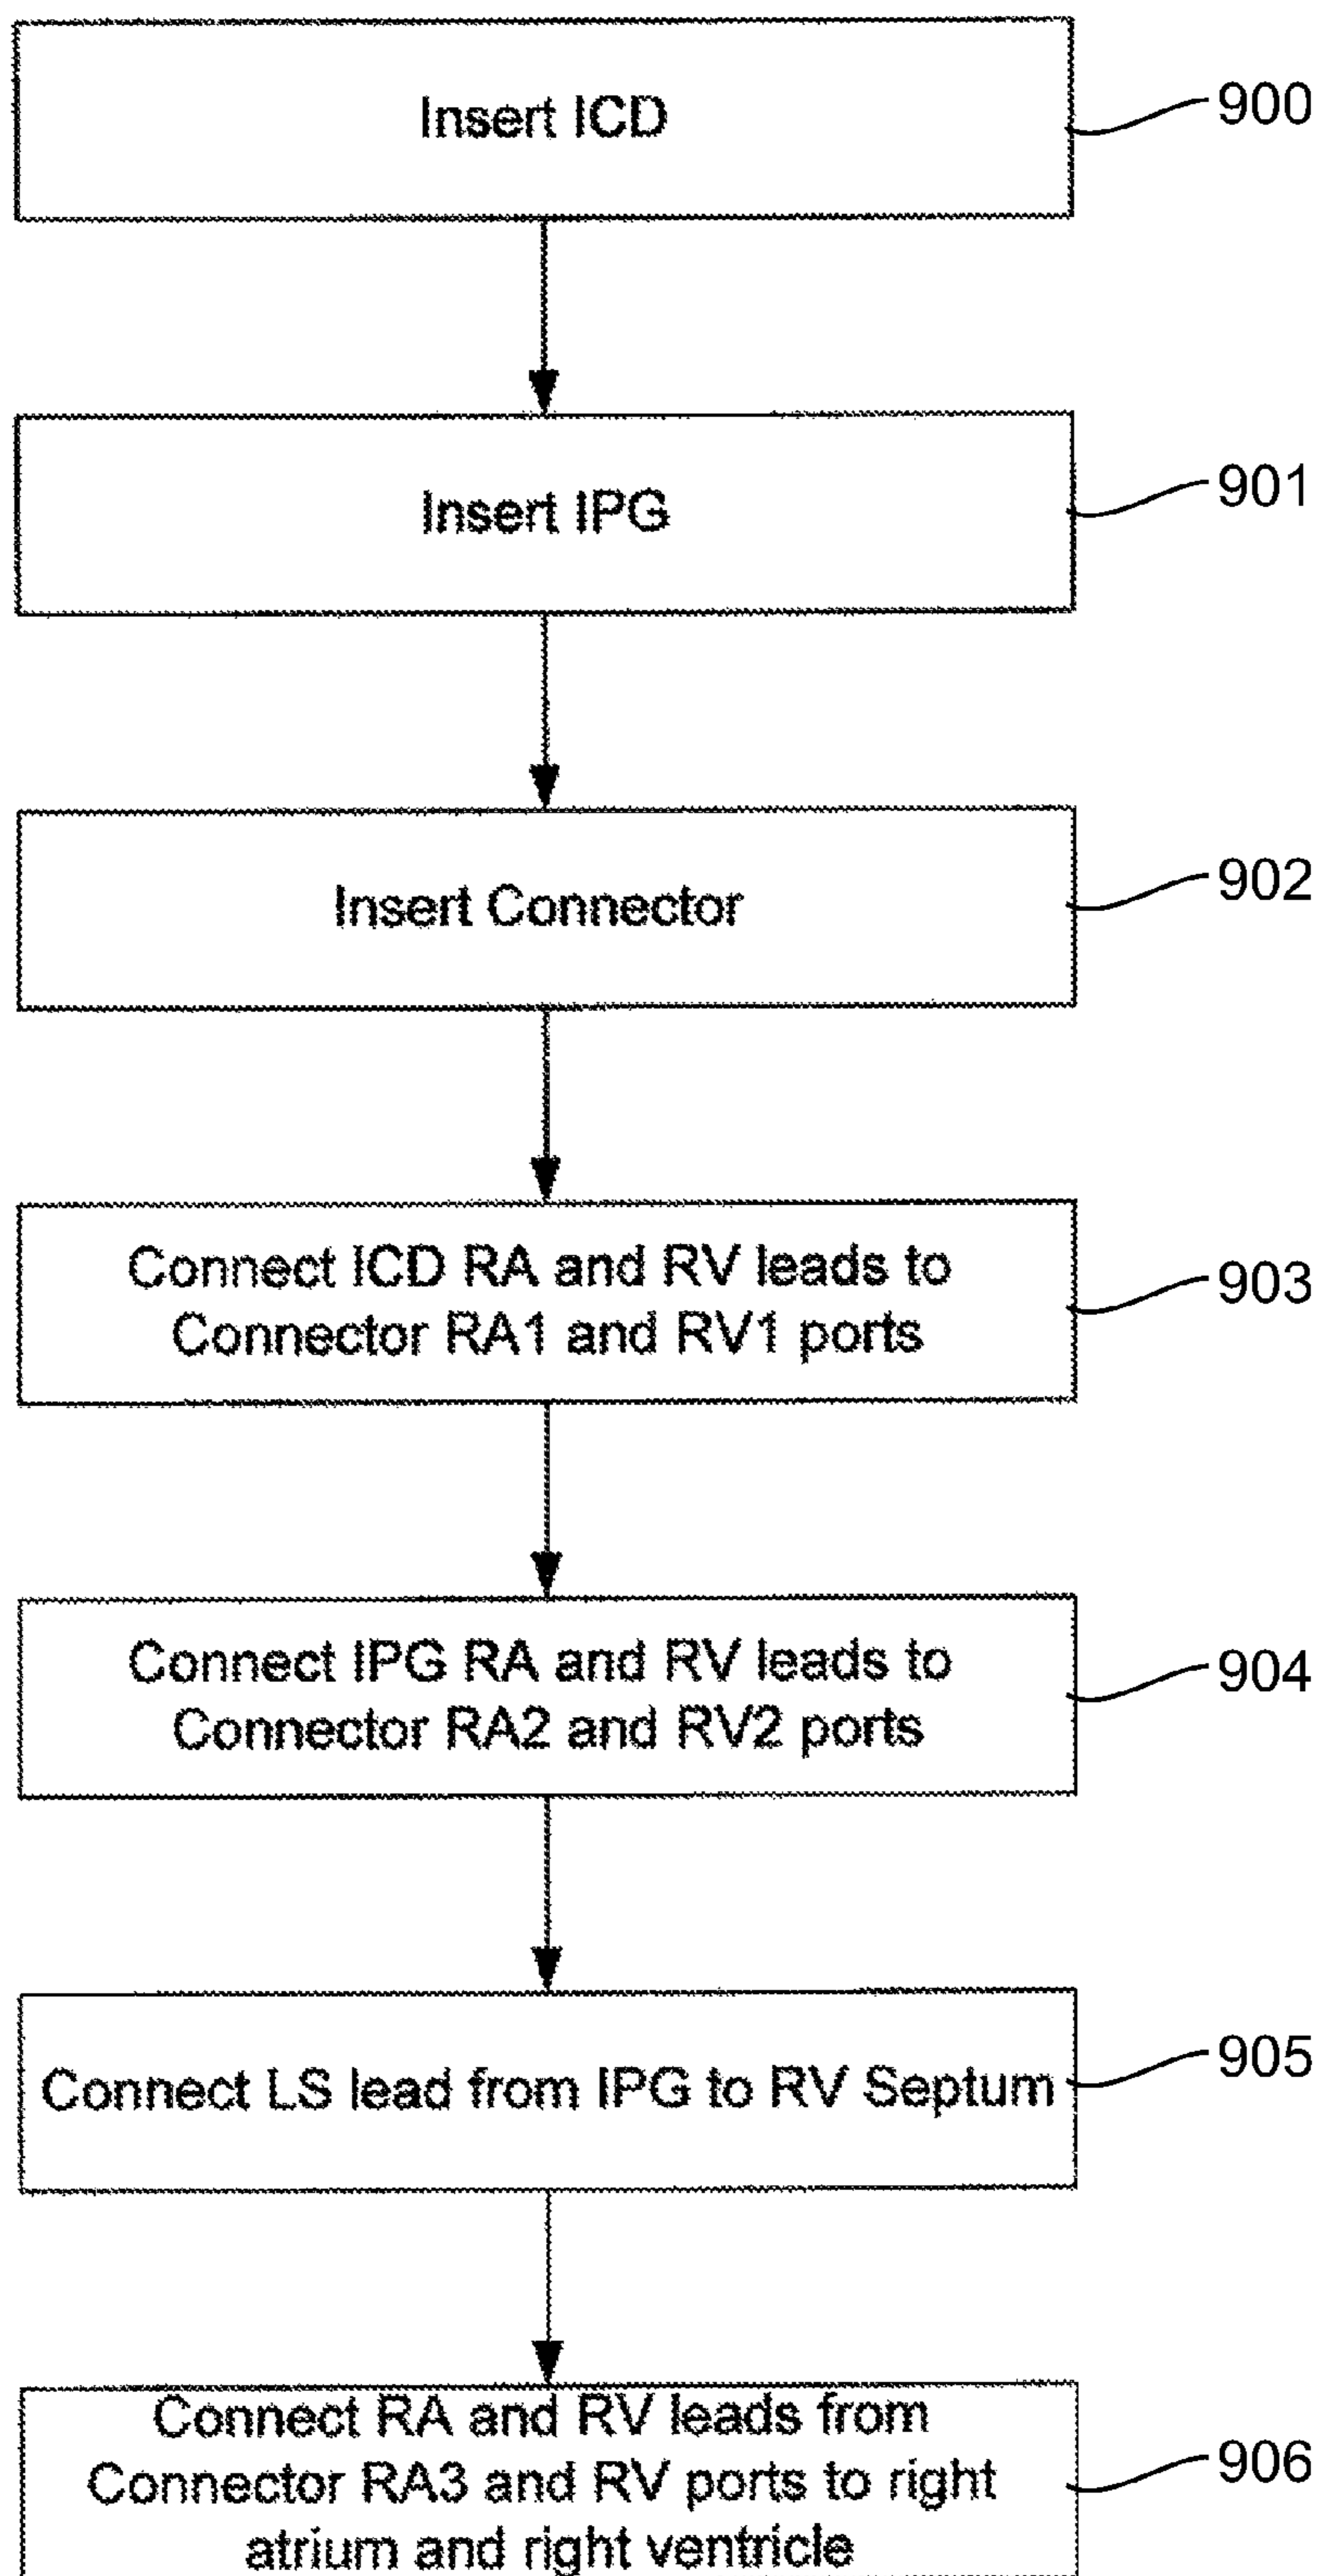 Insert ICD
900
Insert IPG
901
Insert Connector
902
Connect ICD RA and RV leads to
Connector RA1 and RV1 ports
903
Connect IPG RA and RV leads to
Connector RA2 and RV2 ports
904
Connect LS lead from IPG to RV Septum
905
Connect RA and RV leads from
Connector RA3 and RV ports to right
atrium and right ventricle
906